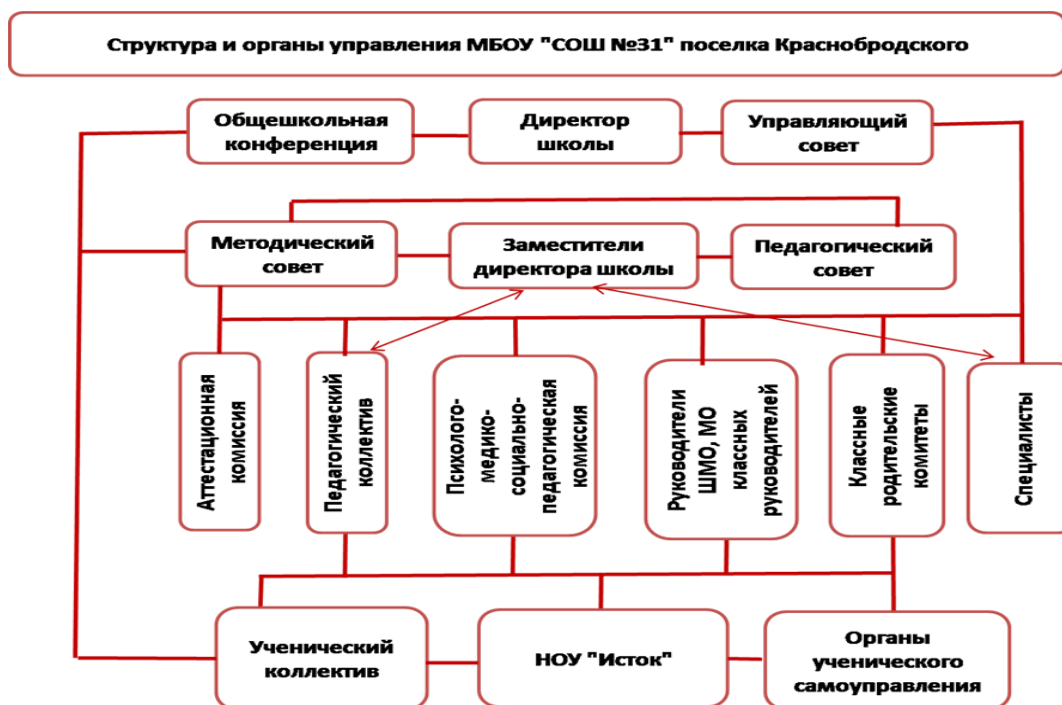 Структура и органы управления МБОУ "СОШ №31" поселка Краснобродского
Общешкольная
конференция
Директор
школы
Управляющий
совет
Методический
совет
Заместители
директора школы
Педагогический
совет
Аттестационная
комиссия
Педагогический
коллектив
Психолого-
медико-
социально-
педагогическая
комиссия
Руководители
ШМО, МО
классных
руководителей
Классные
родительские
комитеты
Специалисты
Ученический
коллектив
НОУ "Исток"
Органы
ученического
самоуправления